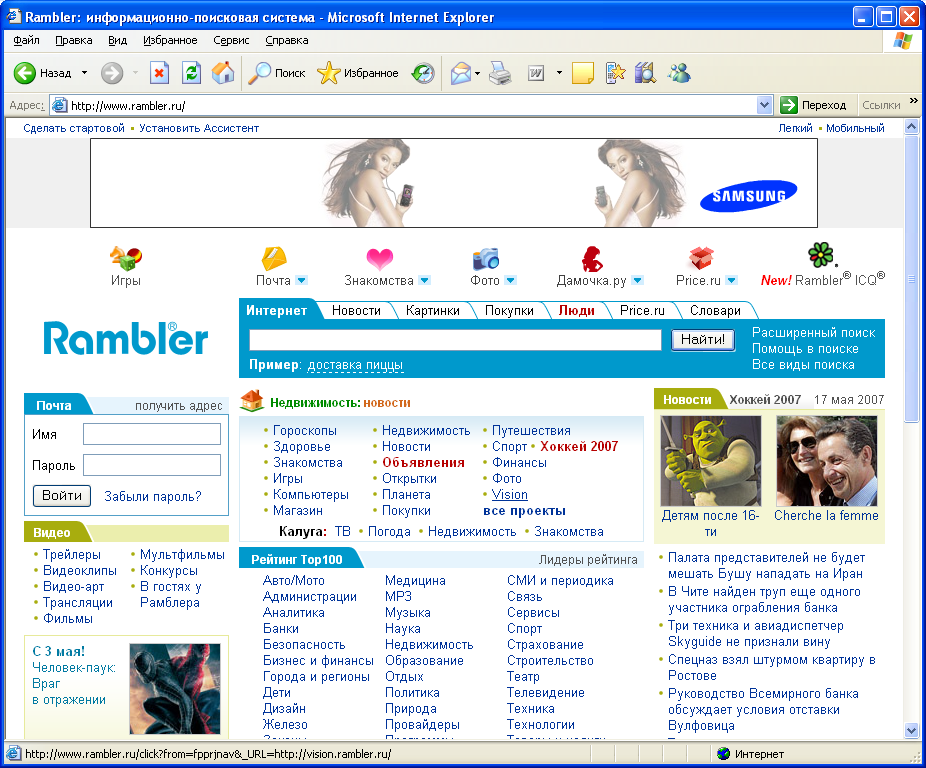 Rambler: информационно-поисковая система - Microsoft Internet Explorer
Файл Правка Вид Избранное Сервис Справка
Назад Поиск Избранное
Адрес: http://www.rambler.ru/ Переход Ссылки
Сделать стартовой • Установить Ассистент Легкий • Мобильный
SAMSUNG
Игры Почта Знакомства Фото Дамочка.ру Price.ru New! Rambler® ICQ®
Интернет Новости Картинки Покупки Люди Price.ru Словари
Rambler®
Найти!
Расширенный поиск
Помощь в поиске
Все виды поиска
Пример: доставка пиццы
Почта получить адрес
Имя
Пароль
Войти Забыли пароль?
Видео
• Трейлеры
• Видеоклипы
• Видео-арт
• Трансляции
• Фильмы
• Мультфильмы
• Конкурсы
• В гостях у
Рамблера
С 3 мая!
Человек-паук:
Враг
в отражении
Недвижимость: новости
• Гороскопы • Недвижимость • Путешествия
• Здоровье • Новости • Спорт • Хоккей 2007
• Знакомства • Объявления • Финансы
• Игры • Открытки • Фото
• Компьютеры • Планета • Vision
• Магазин • Покупки все проекты
Калуга: ТВ • Погода • Недвижимость • Знакомства
Рейтинг Top100 Лидеры рейтинга
Авто/Мото Медицина СМИ и периодика
Администрации MP3 Связь
Аналитика Музыка Сервисы
Банки Наука Спорт
Безопасность Недвижимость Страхование
Бизнес и финансы Образование Строительство
Города и регионы Отдых Театр
Дети Политика Телевидение
Дизайн Природа Техника
Железо Провайдеры Технологии
Новости Хоккей 2007 17 мая 2007
Детям после 16-
ти
Cherche la femme
• Палата представителей не будет
мешать Бушу нападать на Иран
• В Чите найден труп еще одного
участника ограбления банка
• Три техника и авиадиспетчер
Skyguide не признали вину
• Спецназ взял штурмом квартиру в
Ростове
• Руководство Всемирного банка
обсуждает условия отставки
Вулфовица
http://www.rambler.ru/click?from=fpprjnav&_URL=http://vision.rambler.ru/ Интернет